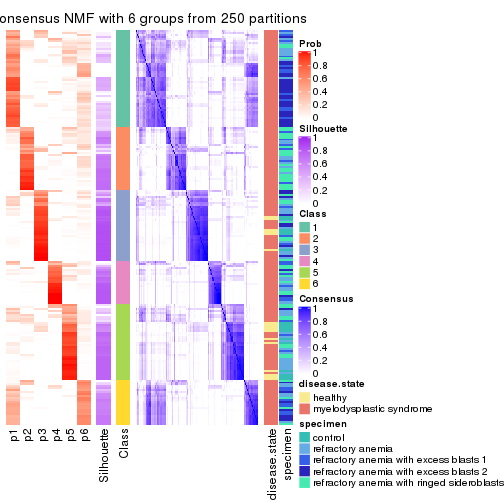 onsensus NMF with 6 groups from 250 partitions
Prob
1
0.8
0.6
0.4
0.2
0
Silhouette
1
0.8
0.6
0.4
0.2
0
Class
1
2
3
4
5
6
Consensus
1
0.8
0.6
0.4
0.2
0
disease.state
healthy
myelodysplastic syndrome
specimen
control
refractory anemia
refractory anemia with excess blasts 1
refractory anemia with excess blasts 2
refractory anemia with ringed sideroblasts
p1
p2
p3
p4
p5
p6
Silhouette
Class
disease.state
specimen